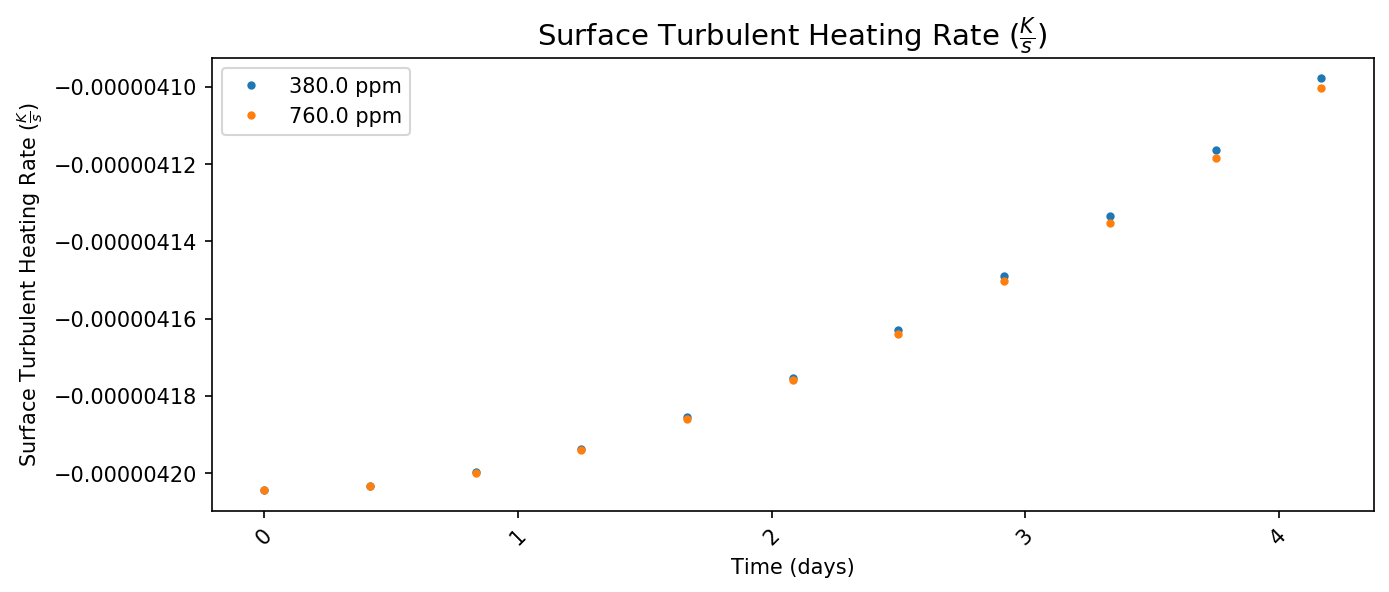 Surface Turbulent Heating Rate (K/s)
380.0 ppm
760.0 ppm
Surface Turbulent Heating Rate (K/s)
−0.00000410
−0.00000412
−0.00000414
−0.00000416
−0.00000418
−0.00000420
0 1 2 3 4
Time (days)